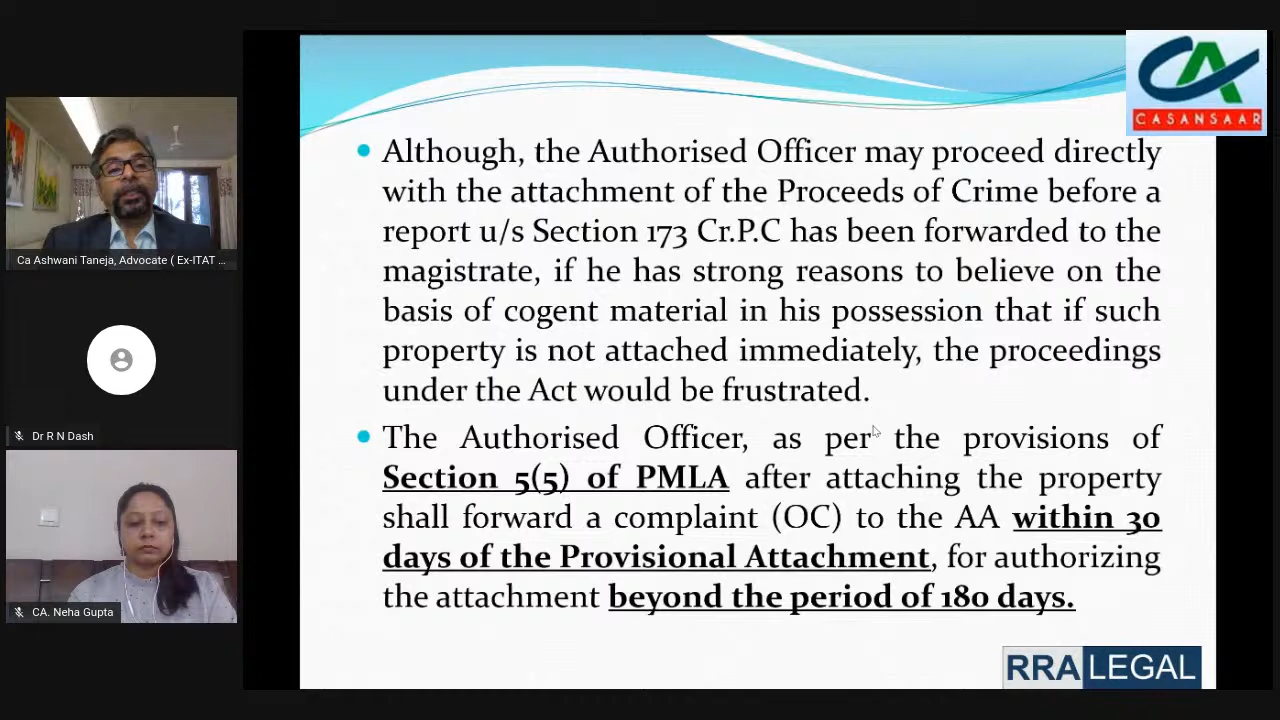 CA
CASANSAAR
Although, the Authorised Officer may proceed directly
with the attachment of the Proceeds of Crime before a
report u/s Section 173 Cr.P.C has been forwarded to the
magistrate, if he has strong reasons to believe on the
basis of cogent material in his possession that if such
property is not attached immediately, the proceedings
under the Act would be frustrated.
The Authorised Officer, as per the provisions of
Section 5(5) of PMLA after attaching the property
shall forward a complaint (OC) to the AA within 30
days of the Provisional Attachment, for authorizing
the attachment beyond the period of 180 days.
RRA LEGAL
Ca Ashwani Taneja, Advocate ( Ex-ITAT ...
Dr R N Dash
CA. Neha Gupta